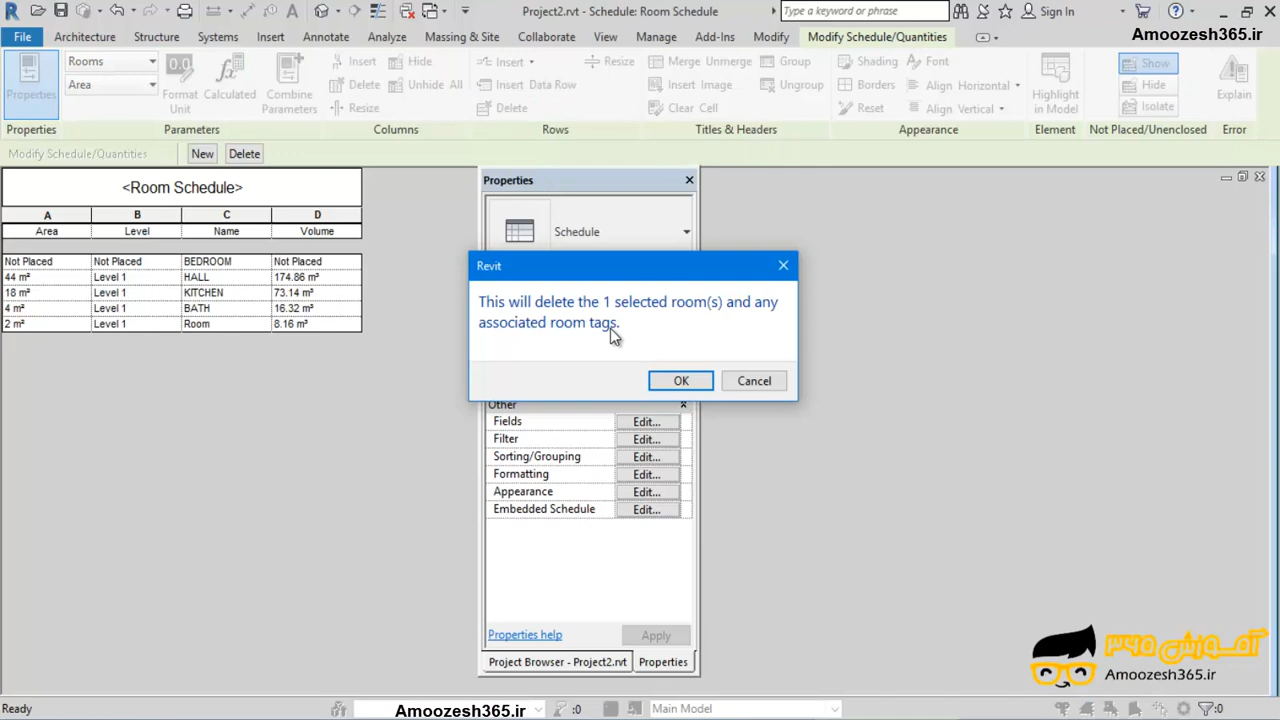 Project2.rvt - Schedule: Room Schedule
Type a keyword or phrase
Sign In
File Architecture Structure Systems Insert Annotate Analyze Massing & Site Collaborate View Manage Add-Ins Modify Modify Schedule/Quantities
Amoozesh365.ir
Rooms
Area
Properties
Format Unit
Calculated
Combine Parameters
Insert
Delete
Resize
Hide
Unhide All
Insert
Insert Data Row
Delete
Resize
Merge Unmerge
Insert Image
Clear Cell
Group
Ungroup
Shading
Borders
Reset
Font
Align Horizontal
Align Vertical
Highlight in Model
Show
Hide
Isolate
Explain
Properties Parameters Columns Rows Titles & Headers Appearance Element Not Placed/Unenclosed Error
Modify Schedule/Quantities New Delete
<Room Schedule>
A B C D
Area Level Name Volume
Not Placed Not Placed BEDROOM Not Placed
44 m² Level 1 HALL 174.86 m³
18 m² Level 1 KITCHEN 73.14 m³
4 m² Level 1 BATH 16.32 m³
2 m² Level 1 Room 8.16 m³
Properties
Schedule
Revit
This will delete the 1 selected room(s) and any
associated room tags.
OK Cancel
Other
Fields Edit...
Filter Edit...
Sorting/Grouping Edit...
Formatting Edit...
Appearance Edit...
Embedded Schedule Edit...
Properties help Apply
Project Browser - Project2.rvt Properties
آموزش ۳۶۵
Amoozesh365.ir
Ready
Amoozesh365.ir
:0
Main Model
:0